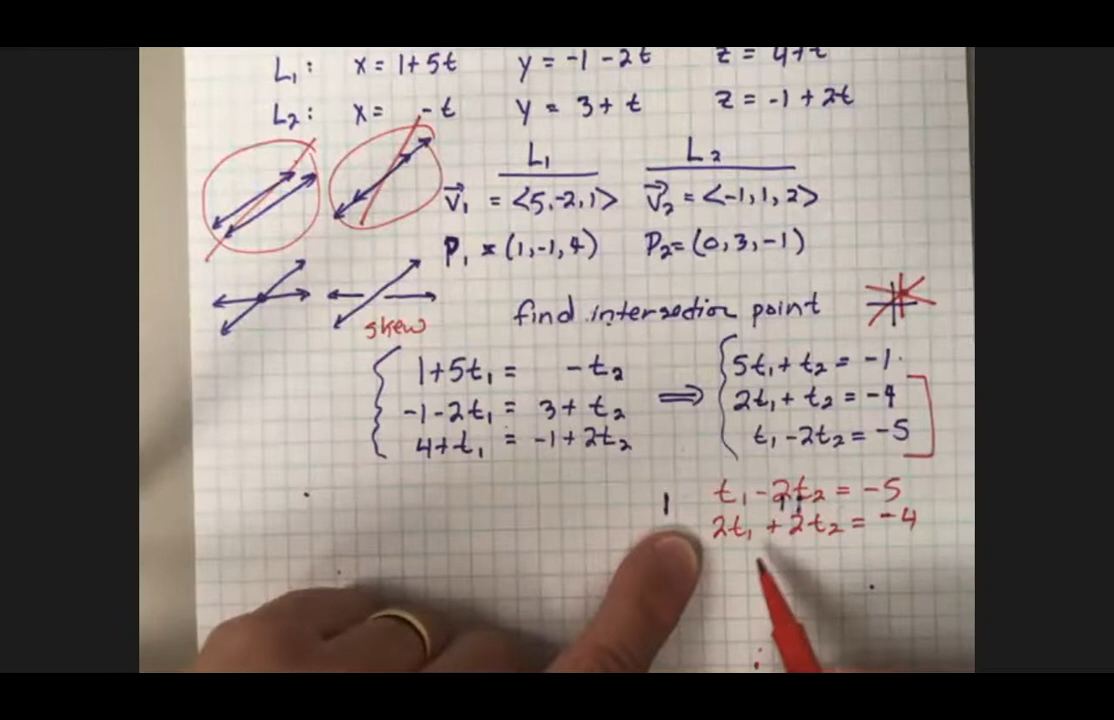 L₁: x = 1+5t y = -1-2t z = 4+t
L₂: x = -t y = 3+t z = -1+2t
L₁ L₂
v⃗₁ = <5,-2,1> v⃗₂ = <-1,1,2>
P₁ = (1,-1,4) P₂ = (0,3,-1)
skew
find intersection point
1+5t₁ = -t₂ ⟹ 5t₁+t₂ = -1
-1-2t₁ = 3+t₂ 2t₁+t₂ = -4
4+t₁ = -1+2t₂ t₁-2t₂ = -5
t₁-2t₂ = -5
2t₁+2t₂ = -4